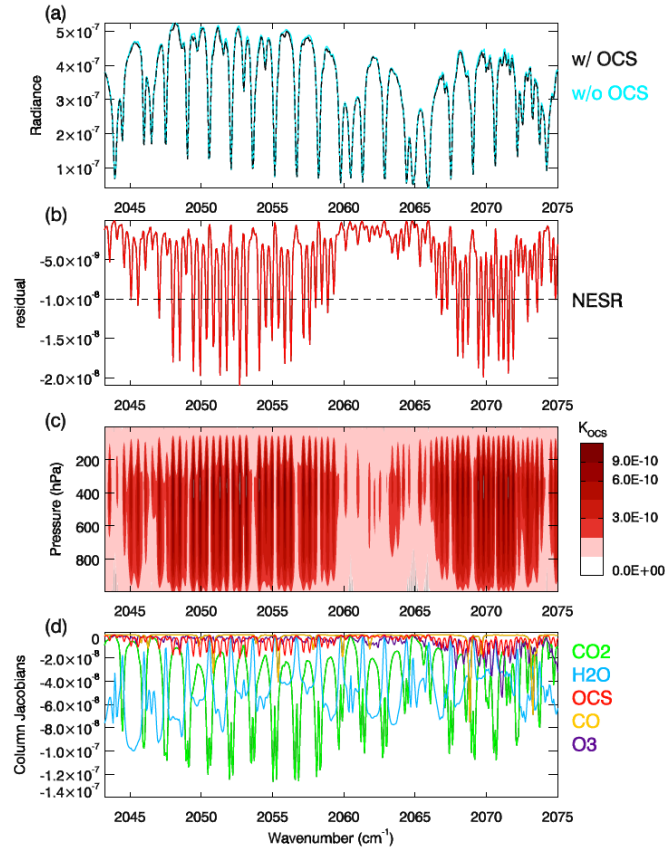 (a)
5×10⁻⁷
4×10⁻⁷
3×10⁻⁷
2×10⁻⁷
1×10⁻⁷
Radiance
w/ OCS
w/o OCS
2045 2050 2055 2060 2065 2070 2075
(b)
-5.0×10⁻⁹
-1.0×10⁻⁸
-1.5×10⁻⁸
-2.0×10⁻⁸
residual
NESR
2045 2050 2055 2060 2065 2070 2075
(c)
200
400
600
800
Pressure (hPa)
K_OCS
9.0E-10
6.0E-10
3.0E-10
0.0E+00
2045 2050 2055 2060 2065 2070 2075
(d)
0
-2.0×10⁻⁸
-4.0×10⁻⁸
-6.0×10⁻⁸
-8.0×10⁻⁸
-1.0×10⁻⁷
-1.2×10⁻⁷
-1.4×10⁻⁷
Column Jacobians
CO2
H2O
OCS
CO
O3
2045 2050 2055 2060 2065 2070 2075
Wavenumber (cm⁻¹)